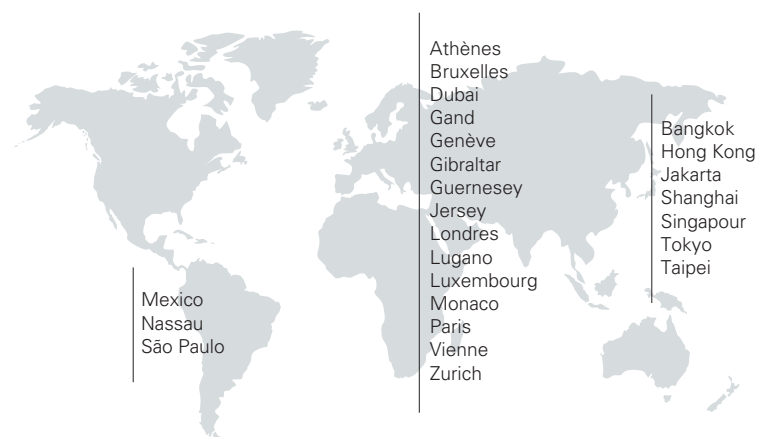 Mexico
Nassau
São Paulo
Athènes
Bruxelles
Dubai
Gand
Genève
Gibraltar
Guernesey
Jersey
Londres
Lugano
Luxembourg
Monaco
Paris
Vienne
Zurich
Bangkok
Hong Kong
Jakarta
Shanghai
Singapour
Tokyo
Taipei